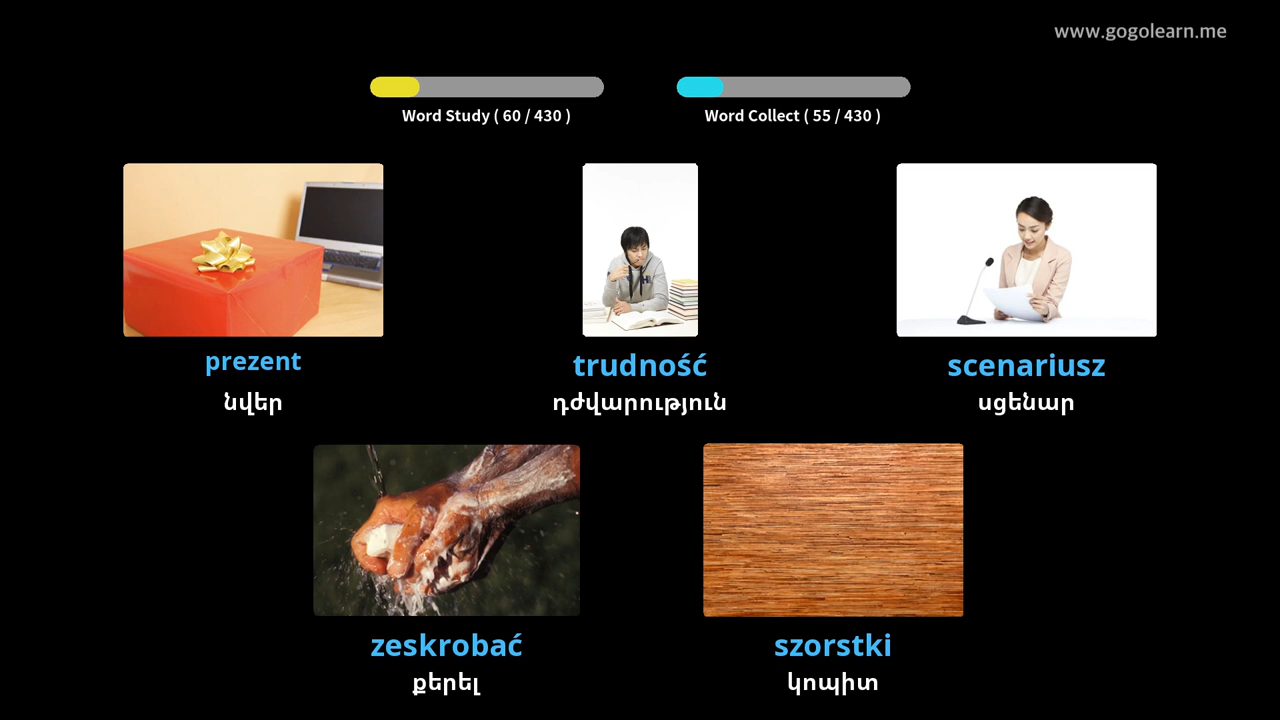 www.gogolearn.me
Word Study ( 60 / 430 )
Word Collect ( 55 / 430 )
prezent
նվեր
trudność
դժվարություն
scenariusz
սցենար
zeskrobać
քերել
szorstki
կոպիտ